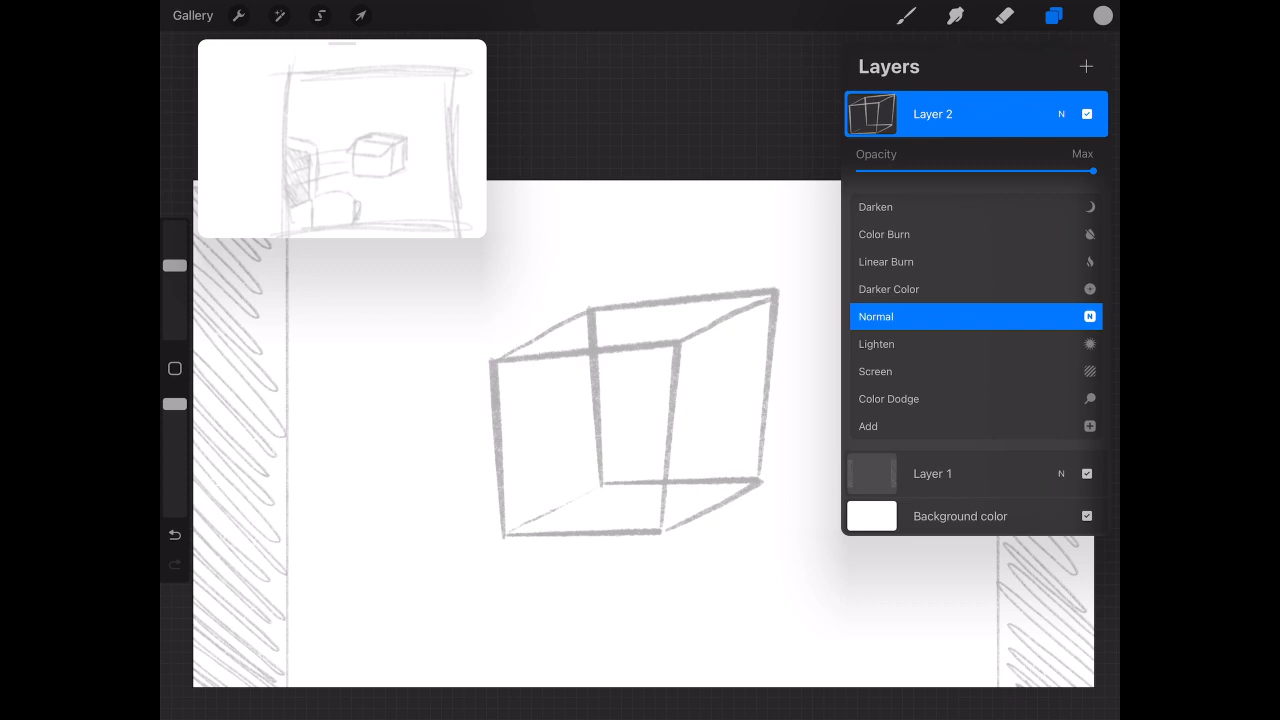 Gallery
Layers
Layer 2 N
Opacity Max
Darken
Color Burn
Linear Burn
Darker Color
Normal N
Lighten
Screen
Color Dodge
Add
Layer 1 N
Background color